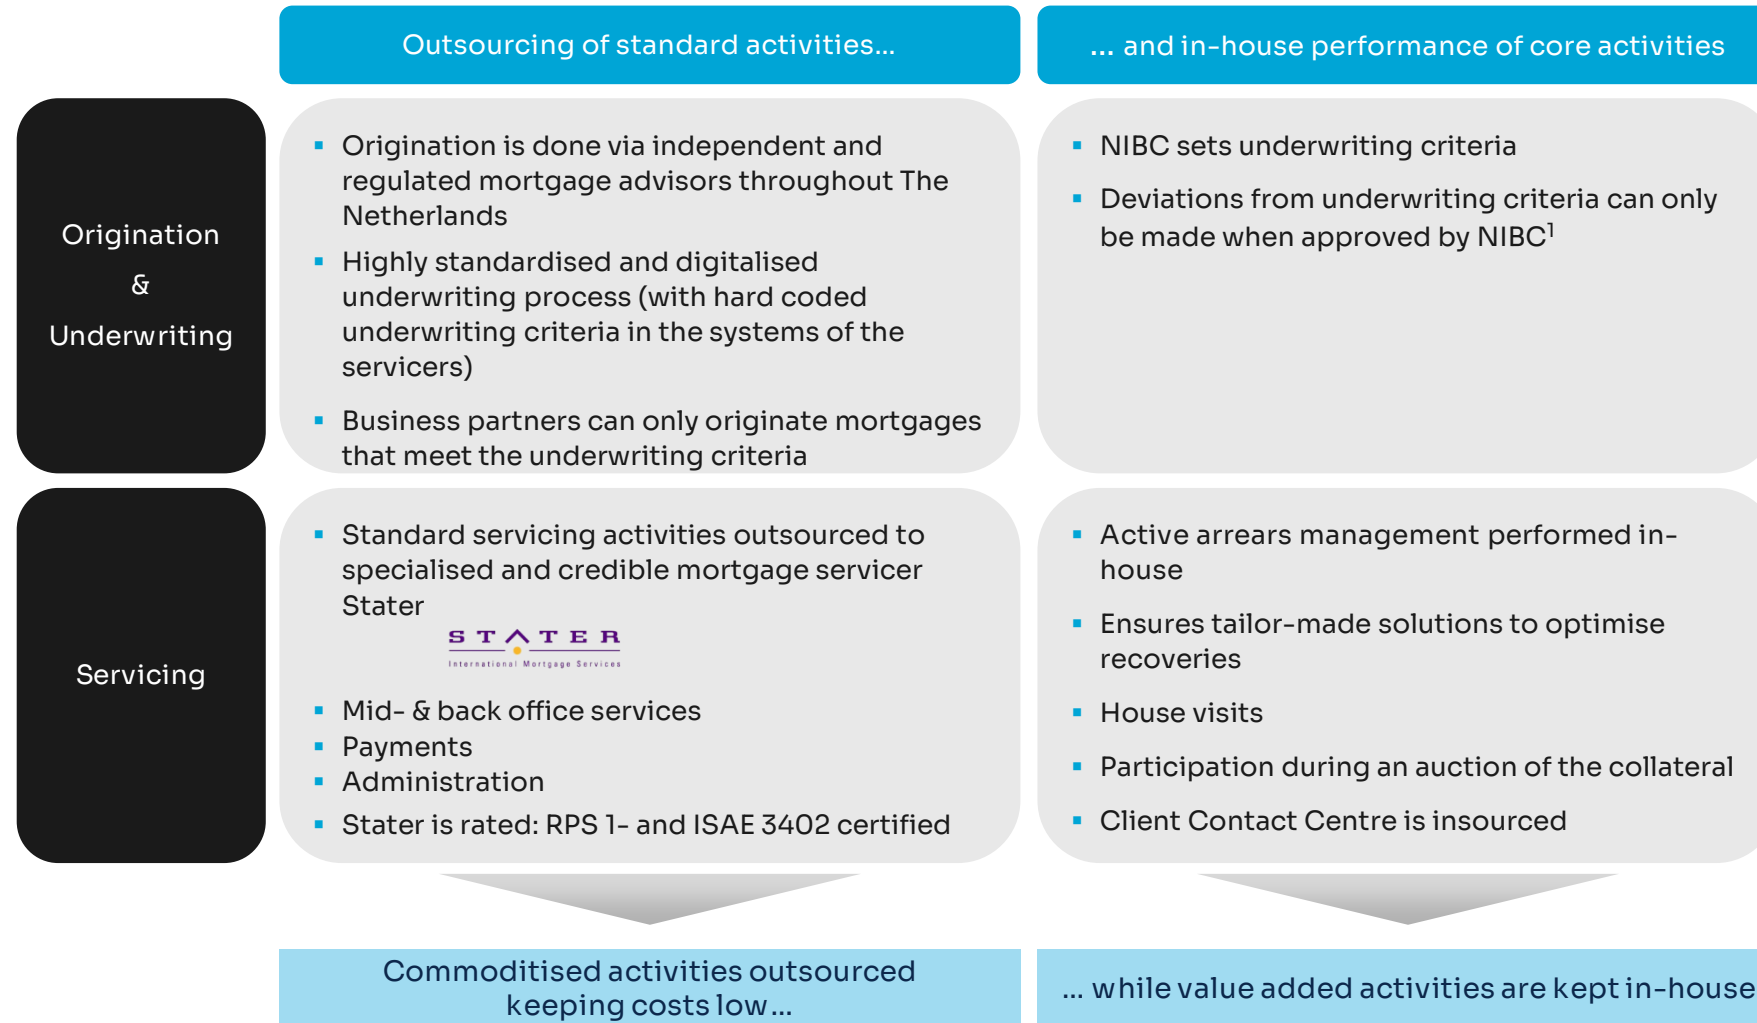 Outsourcing of standard activities...
... and in-house performance of core activities
Origination
&
Underwriting
▪ Origination is done via independent and
regulated mortgage advisors throughout The
Netherlands
▪ Highly standardised and digitalised
underwriting process (with hard coded
underwriting criteria in the systems of the
servicers)
▪ Business partners can only originate mortgages
that meet the underwriting criteria
▪ NIBC sets underwriting criteria
▪ Deviations from underwriting criteria can only
be made when approved by NIBC¹
Servicing
▪ Standard servicing activities outsourced to
specialised and credible mortgage servicer
Stater
STATER
International Mortgage Services
▪ Mid- & back office services
▪ Payments
▪ Administration
▪ Stater is rated: RPS 1- and ISAE 3402 certified
▪ Active arrears management performed in-
house
▪ Ensures tailor-made solutions to optimise
recoveries
▪ House visits
▪ Participation during an auction of the collateral
▪ Client Contact Centre is insourced
Commoditised activities outsourced
keeping costs low...
... while value added activities are kept in-house